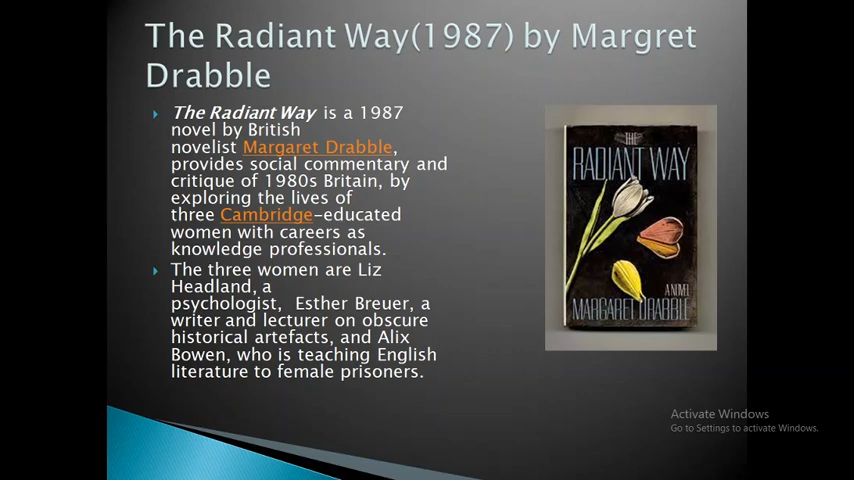 The Radiant Way(1987) by Margret
Drabble
The Radiant Way is a 1987
novel by British
novelist Margaret Drabble,
provides social commentary and
critique of 1980s Britain, by
exploring the lives of
three Cambridge-educated
women with careers as
knowledge professionals.
The three women are Liz
Headland, a
psychologist, Esther Breuer, a
writer and lecturer on obscure
historical artefacts, and Alix
Bowen, who is teaching English
literature to female prisoners.
THE
RADIANT WAY
A NOVEL
MARGARET DRABBLE
Activate Windows
Go to Settings to activate Windows.